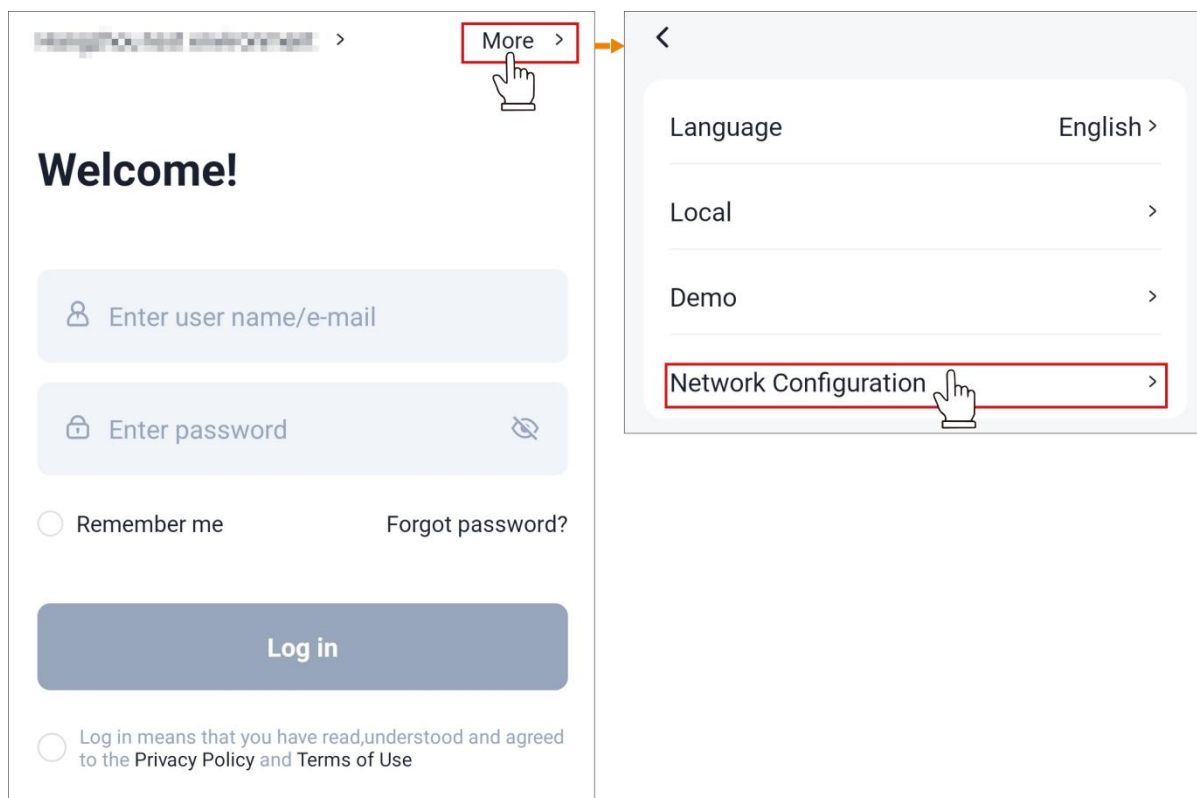 More >
Welcome!
Enter user name/e-mail
Enter password
Remember me
Forgot password?
Log in
Log in means that you have read,understood and agreed
to the Privacy Policy and Terms of Use
Language
English >
Local >
Demo >
Network Configuration >